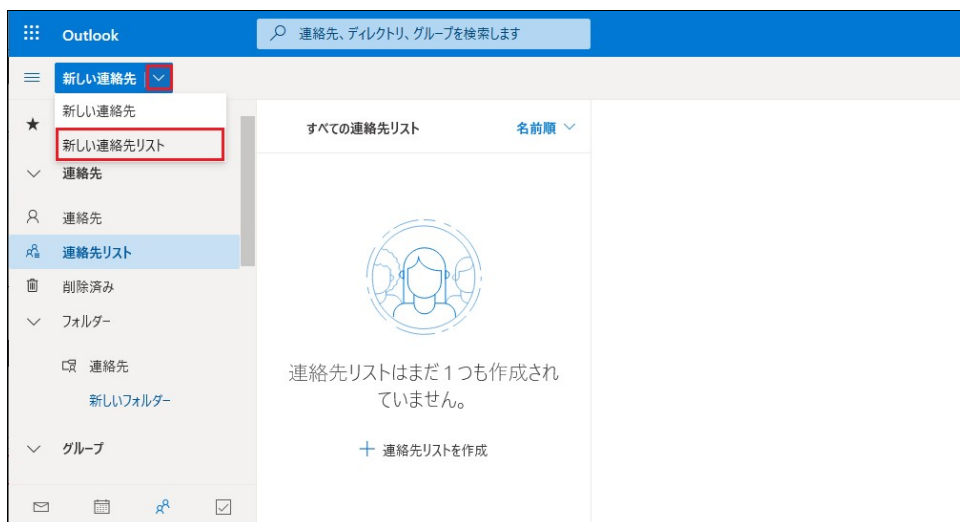 Outlook
連絡先、ディレクトリ、グループを検索します
新しい連絡先
新しい連絡先
新しい連絡先リスト
連絡先
連絡先
連絡先リスト
削除済み
フォルダー
連絡先
新しいフォルダー
グループ
すべての連絡先リスト
名前順
連絡先リストはまだ１つも作成され
ていません。
連絡先リストを作成